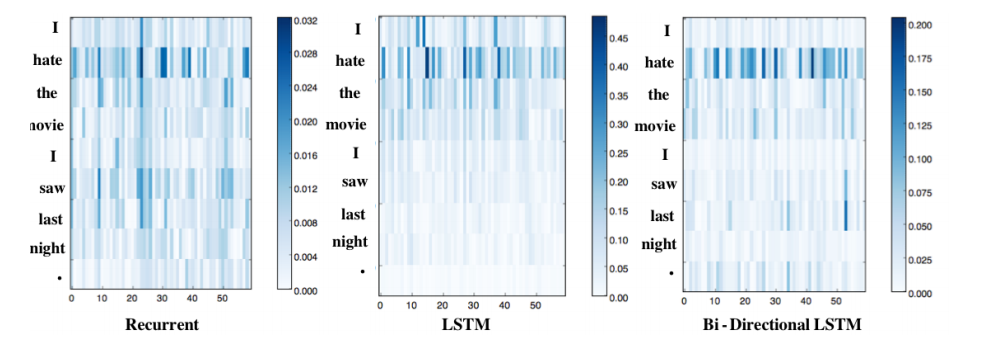 I
hate
the
novie
I
saw
last
night
.
0.032
0.028
0.024
0.020
0.016
0.012
0.008
0.004
0.000
0 10 20 30 40 50
Recurrent
I
hate
the
movie
I
saw
last
night
.
0.45
0.40
0.35
0.30
0.25
0.20
0.15
0.10
0.05
0.00
0 10 20 30 40 50
LSTM
I
hate
the
movie
I
saw
last
night
.
0.200
0.175
0.150
0.125
0.100
0.075
0.050
0.025
0.000
0 10 20 30 40 50
Bi-Directional LSTM